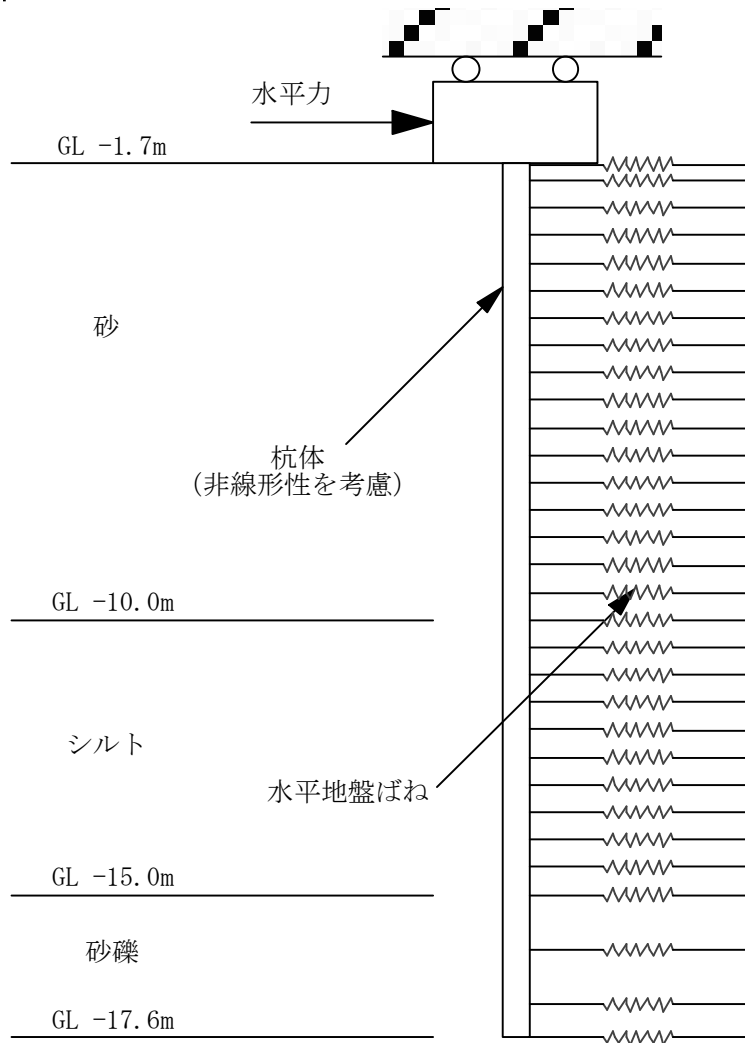 水平力
GL -1.7m
砂
杭体
(非線形性を考慮)
GL -10.0m
シルト
水平地盤ばね
GL -15.0m
砂礫
GL -17.6m